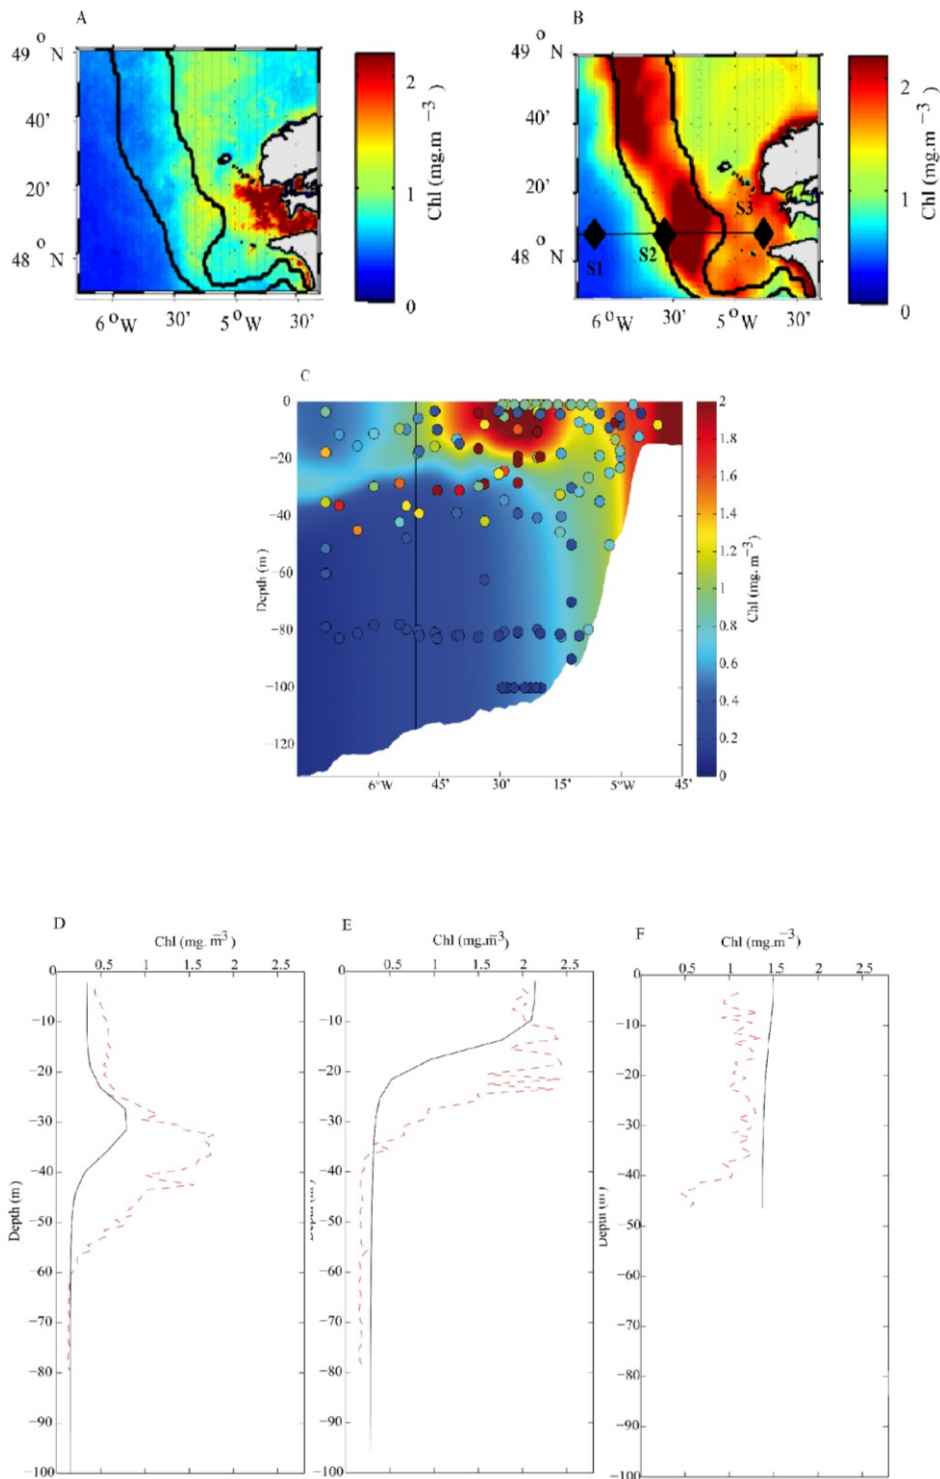 A
B
49 o N
40'
20'
48 o N
6 oW 30' 5 oW 30'
2
1
0
Chl (mg.m −3)
49 o N
40'
20'
48 o N
S1
S2
S3
6 oW 30' 5 oW 30'
2
1
0
Chl (mg.m −3)
C
0
−20
−40
−60
−80
−100
−120
Depth (m)
6°W 45' 30' 15' 5°W 45'
2
1.8
1.6
1.4
1.2
1
0.8
0.6
0.4
0.2
0
Chl (mg. m−3)
D
Chl (mg. m−3)
0.5 1 1.5 2 2.5
0
−10
−20
−30
−40
−50
−60
−70
−80
−90
−100
Depth (m)
E
Chl (mg.m−3)
0.5 1 1.5 2 2.5
0
−10
−20
−30
−40
−50
−60
−70
−80
−90
−100
Depth (m)
F
Chl (mg.m−3)
0.5 1 1.5 2 2.5
0
−10
−20
−30
−40
−50
−60
−70
−80
−90
−100
Depth (m)